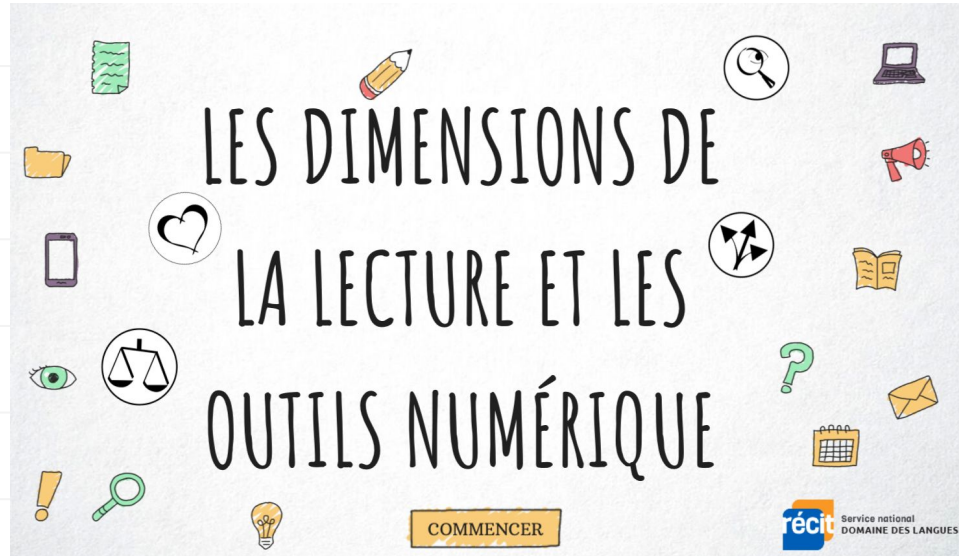 LES DIMENSIONS DE
LA LECTURE ET LES
OUTILS NUMÉRIQUE
COMMENCER
récit
Service national
DOMAINE DES LANGUES